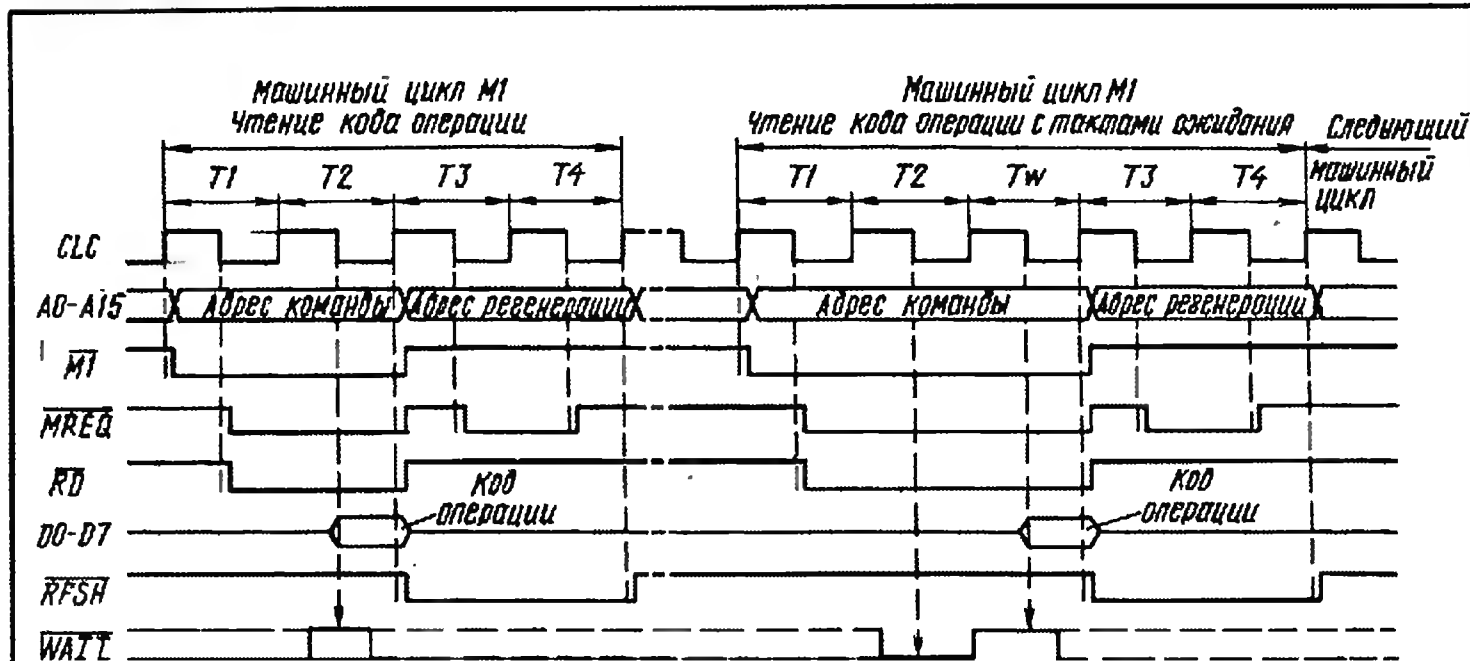 Машинный цикл М1
Чтение кода операции
Машинный цикл М1
Чтение кода операции с тактами ожидания
Следующий
машинный
цикл
T1 T2 T3 T4
T1 T2 Tw T3 T4
CLC
A0-A15
Адрес команды Адрес регенерации
Адрес команды Адрес регенерации
M1
MREQ
RD
Код
операции
Код
операции
D0-D7
RFSH
WAIT